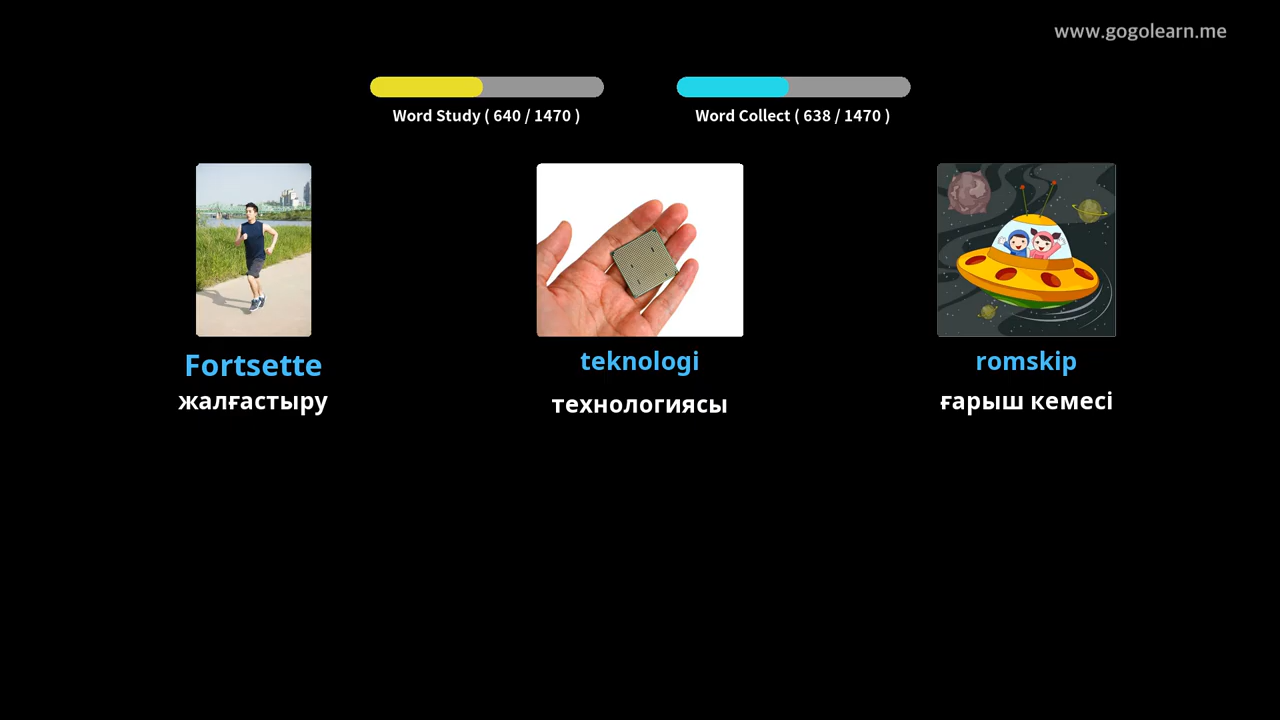 www.gogolearn.me
Word Study ( 640 / 1470 )
Word Collect ( 638 / 1470 )
Fortsette
жалғастыру
teknologi
технологиясы
romskip
ғарыш кемесі